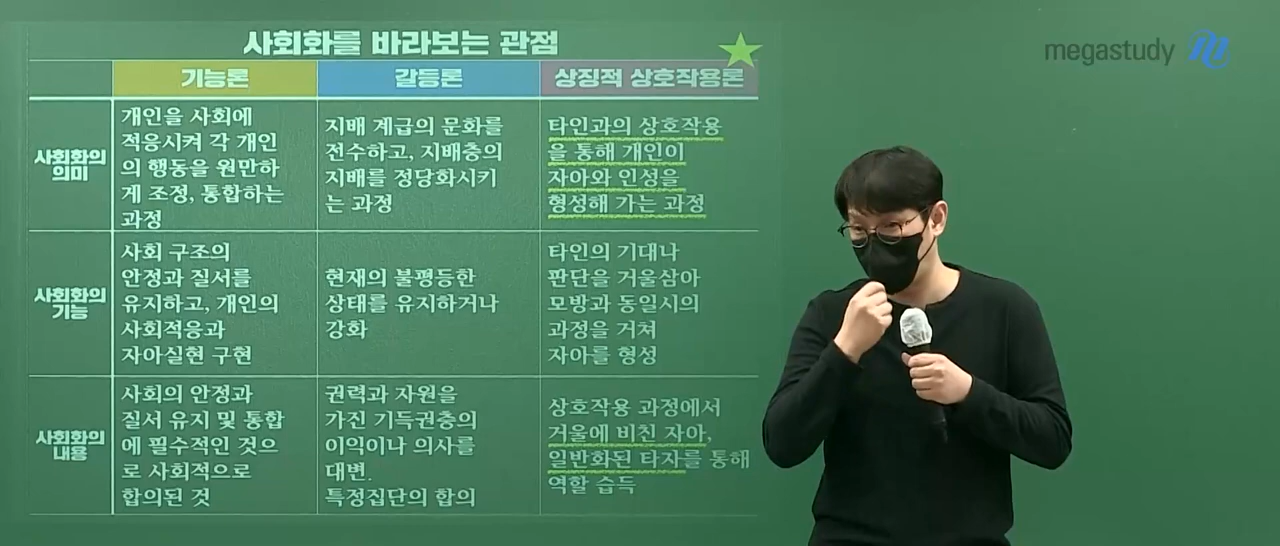 사회화를 바라보는 관점
megastudy
기능론
갈등론
상징적 상호작용론
사회화의
의미
개인을 사회에
적응시켜 각 개인
의 행동을 원만하
게 조정, 통합하는
과정
지배 계급의 문화를
전수하고, 지배층의
지배를 정당화시키
는 과정
타인과의 상호작용
을 통해 개인이
자아와 인성을
형성해 가는 과정
사회화의
기능
사회 구조의
안정과 질서를
유지하고, 개인의
사회적응과
자아실현 구현
현재의 불평등한
상태를 유지하거나
강화
타인의 기대나
판단을 거울삼아
모방과 동일시의
과정을 거쳐
자아를 형성
사회화의
내용
사회의 안정과
질서 유지 및 통합
에 필수적인 것으
로 사회적으로
합의된 것
권력과 자원을
가진 기득권층의
이익이나 의사를
대변.
특정집단의 합의
상호작용 과정에서
거울에 비친 자아,
일반화된 타자를 통해
역할 습득